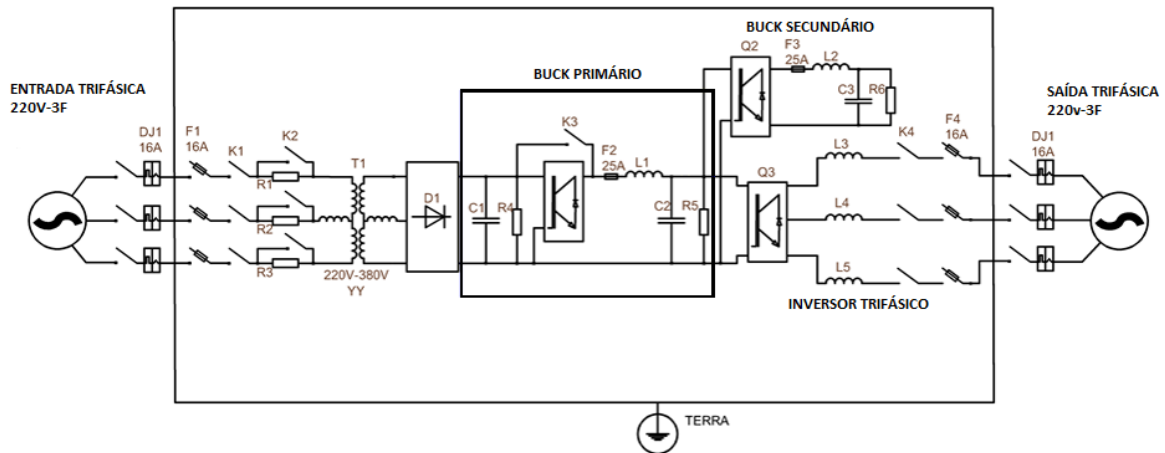 BUCK SECUNDÁRIO
Q2
F3
25A
L2
C3
R6
BUCK PRIMÁRIO
ENTRADA TRIFÁSICA
220V-3F
SAÍDA TRIFÁSICA
220v-3F
DJ1
16A
F1
16A
K1
K2
R1
R2
R3
T1
220V-380V
YY
D1
C1
R4
K3
F2
25A
L1
C2
R5
Q3
L3
L4
L5
K4
F4
16A
DJ1
16A
INVERSOR TRIFÁSICO
TERRA